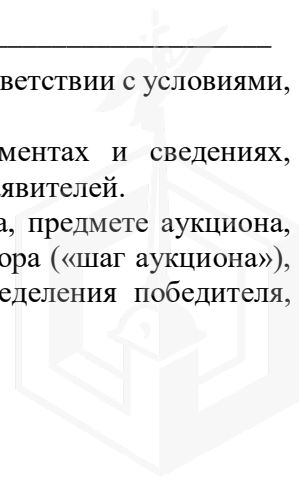 ветствии с условиями,
ментах и сведениях,
явителей.
а, предмете аукциона,
ора («шаг аукциона»),
еделения победителя,